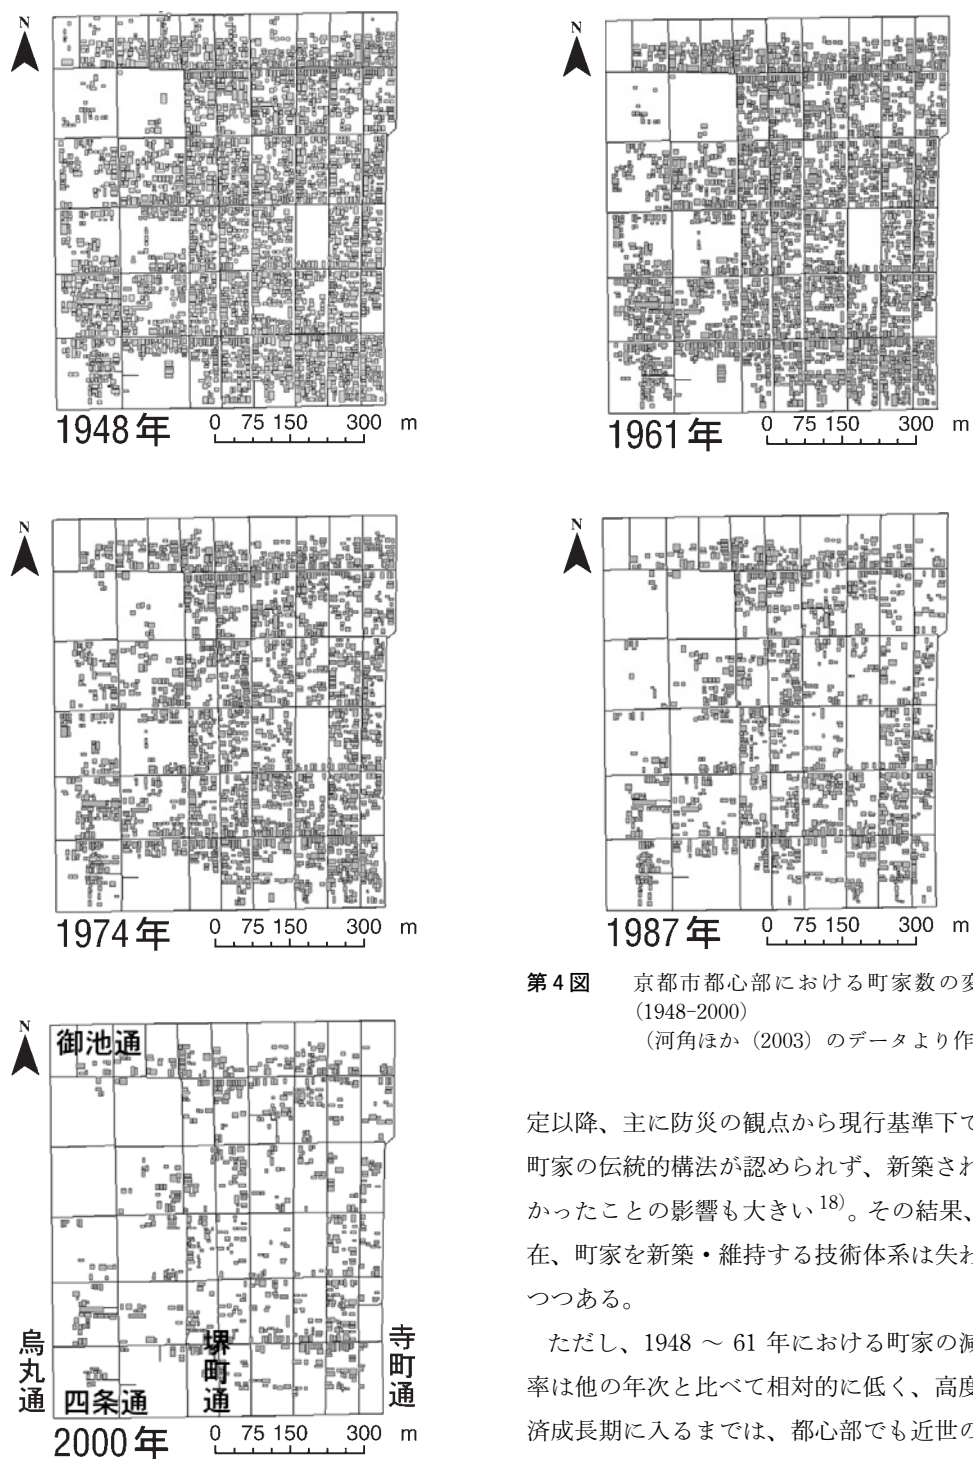 N
1948年
0 75 150 300 m
N
1961年
0 75 150 300 m
N
1974年
0 75 150 300 m
N
1987年
0 75 150 300 m
第4図 京都市都心部における町家数の変
(1948-2000)
(河角ほか (2003) のデータより作
N
御池通
烏丸通
四条通
堺町通
寺町通
2000年
0 75 150 300 m
定以降、主に防災の観点から現行基準下で
町家の伝統的構法が認められず、新築され
かったことの影響も大きい18)。その結果、
在、町家を新築・維持する技術体系は失わ
つつある。
ただし、1948 ～ 61 年における町家の減
率は他の年次と比べて相対的に低く、高度
済成長期に入るまでは、都心部でも近世の